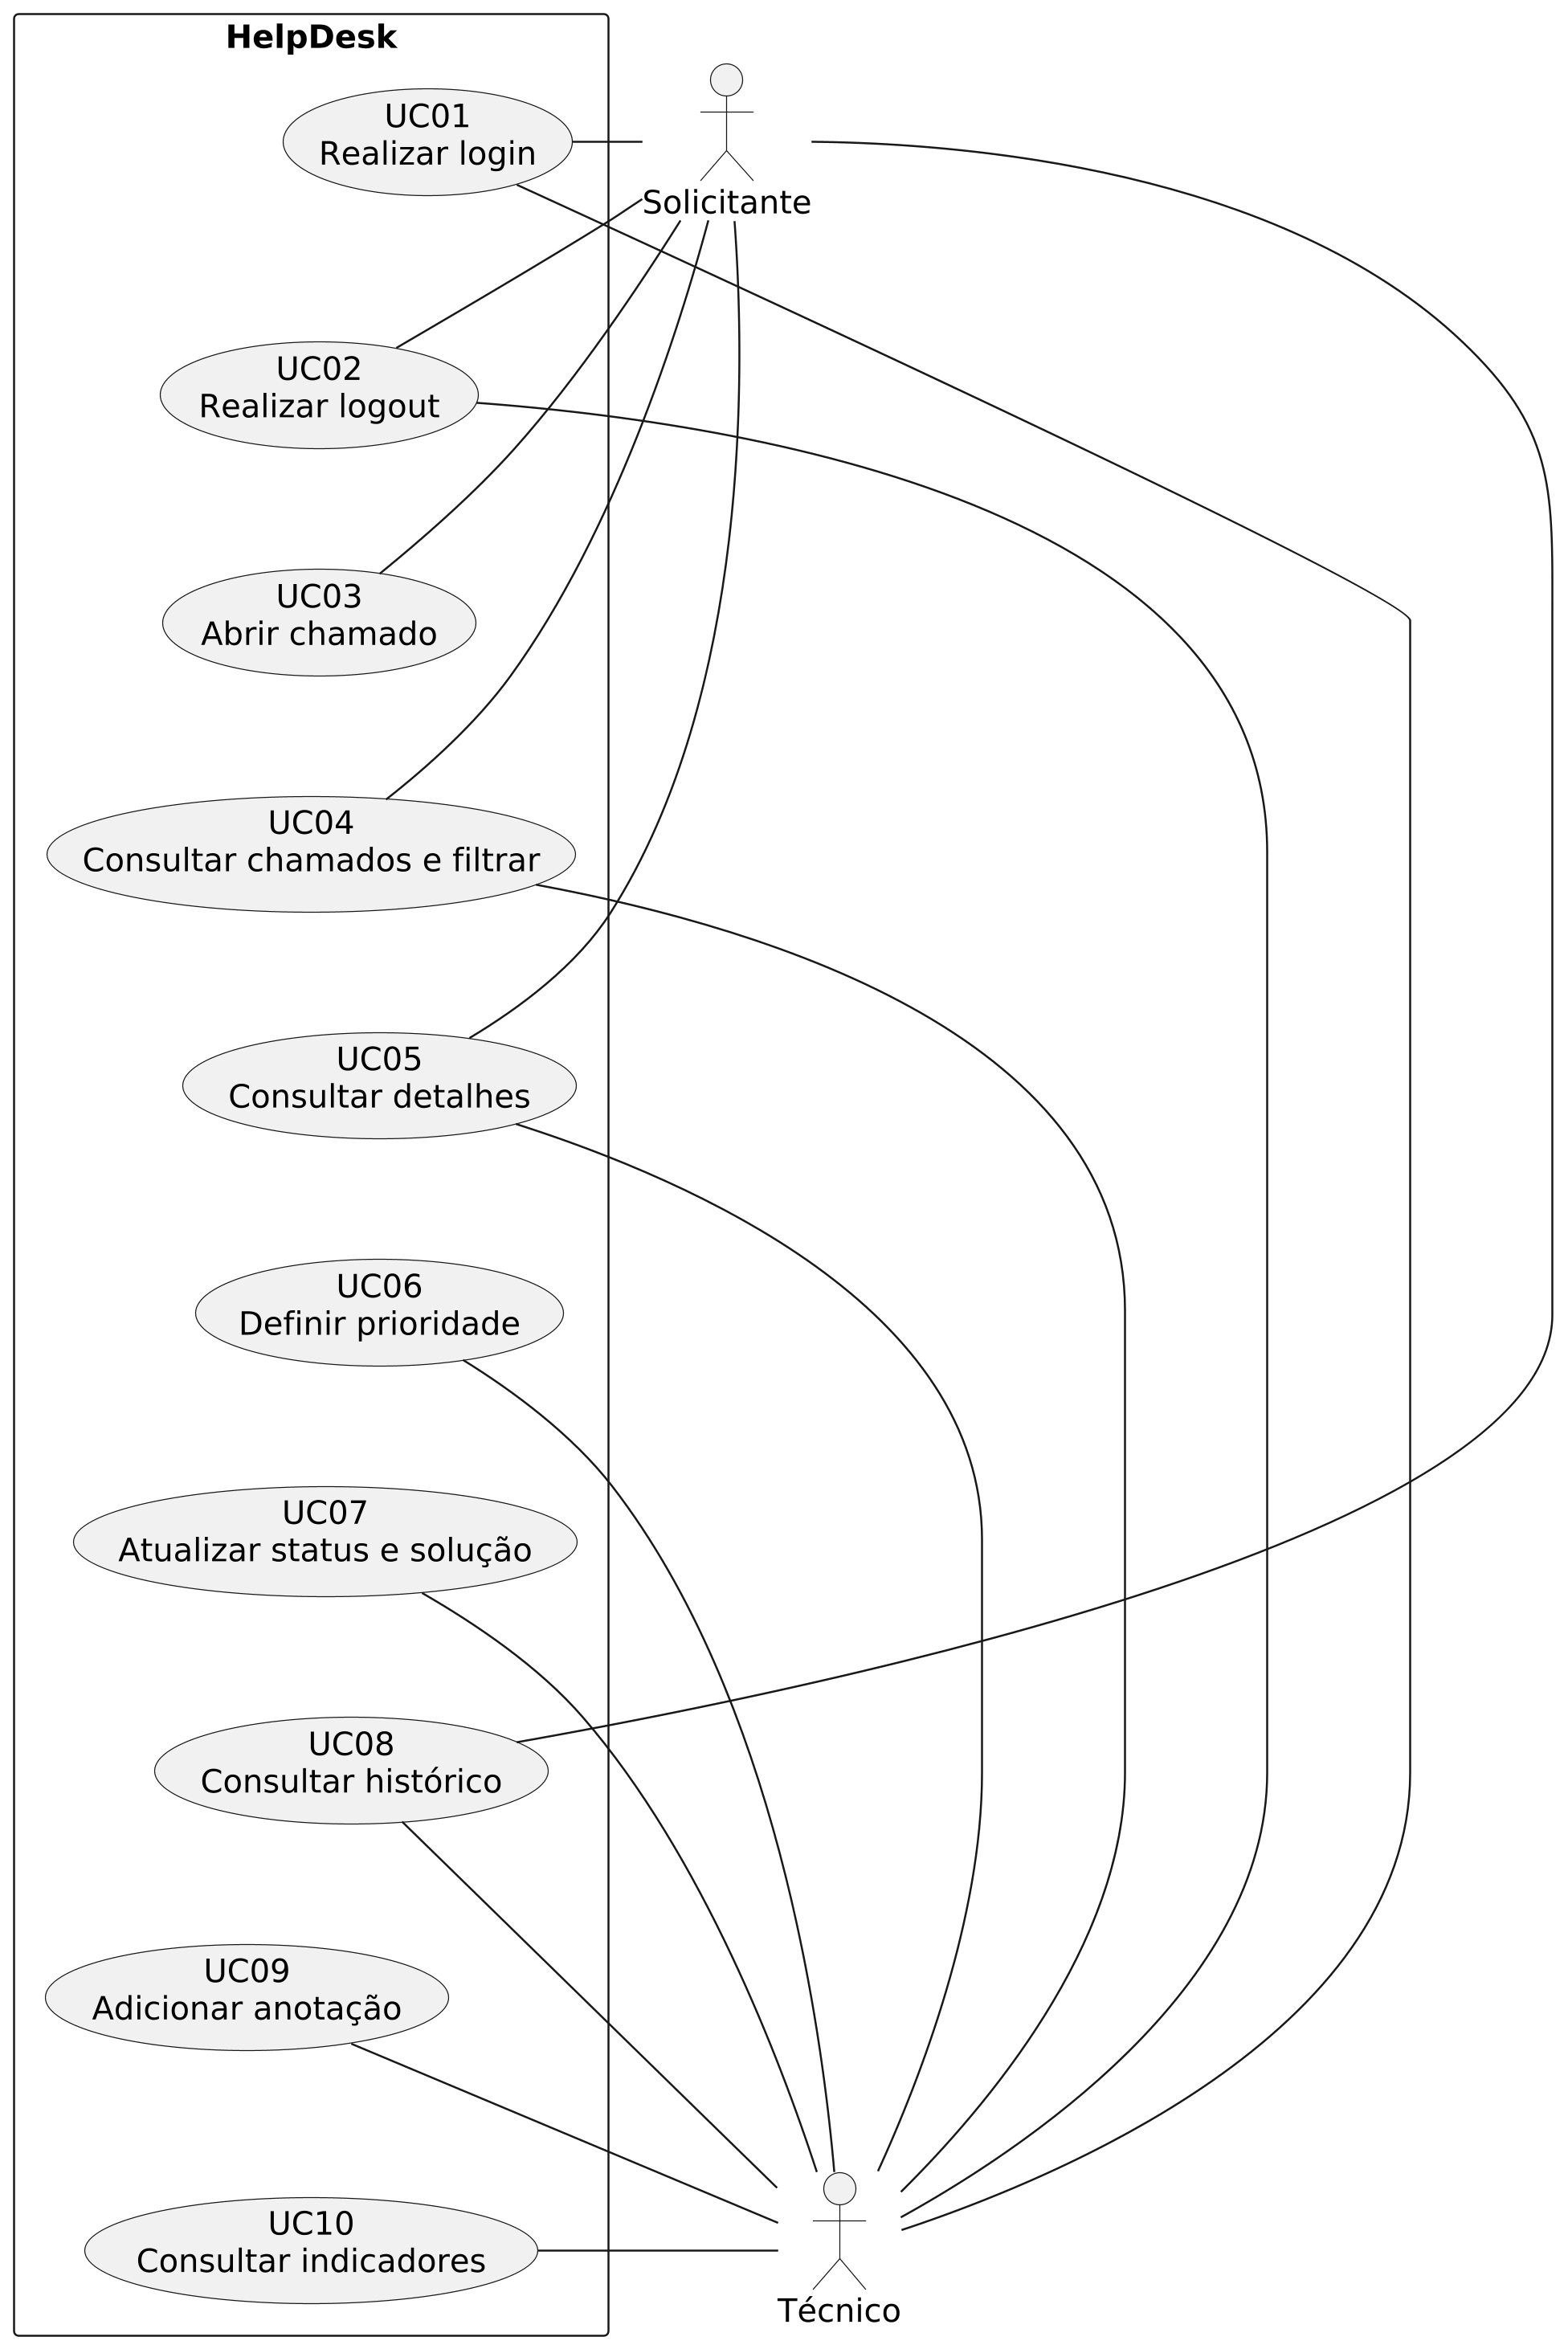 HelpDesk
UC01
Realizar login
Solicitante
UC02
Realizar logout
UC03
Abrir chamado
UC04
Consultar chamados e filtrar
UC05
Consultar detalhes
UC06
Definir prioridade
UC07
Atualizar status e solução
UC08
Consultar histórico
UC09
Adicionar anotação
UC10
Consultar indicadores
Técnico